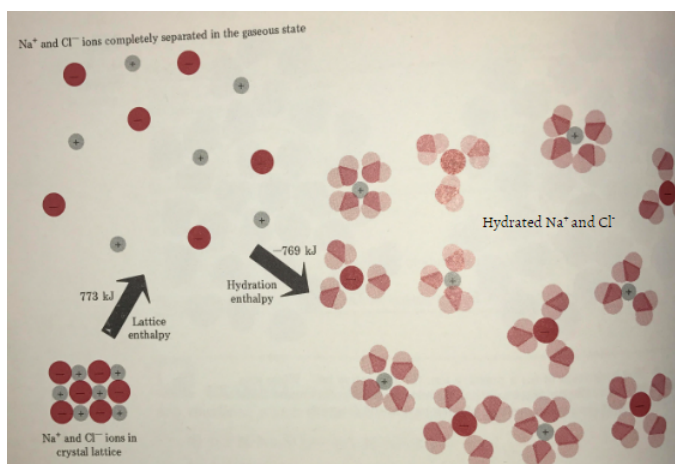 Na⁺ and Cl⁻ ions completely separated in the gaseous state
Hydrated Na⁺ and Cl⁻
−769 kJ
Hydration
enthalpy
773 kJ
Lattice
enthalpy
Na⁺ and Cl⁻ ions in
crystal lattice